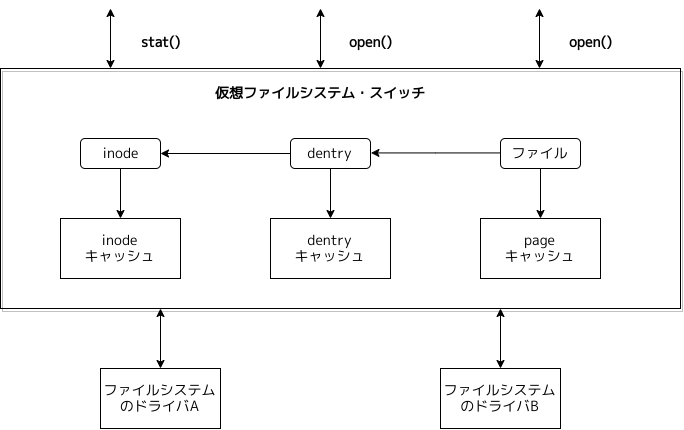 stat()
open()
open()
仮想ファイルシステム・スイッチ
inode
dentry
ファイル
inode
キャッシュ
dentry
キャッシュ
page
キャッシュ
ファイルシステム
のドライバA
ファイルシステム
のドライバB